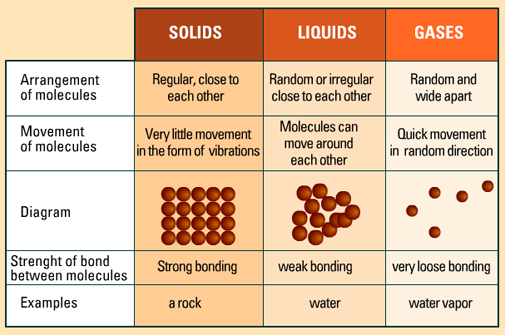 SOLIDS LIQUIDS GASES
Arrangement
of molecules
Regular, close to
each other
Random or irregular
close to each other
Random and
wide apart
Movement
of molecules
Very little movement
in the form of vibrations
Molecules can
move around
each other
Quick movement
in random direction
Diagram
Strenght of bond
between molecules
Strong bonding
weak bonding
very loose bonding
Examples
a rock
water
water vapor